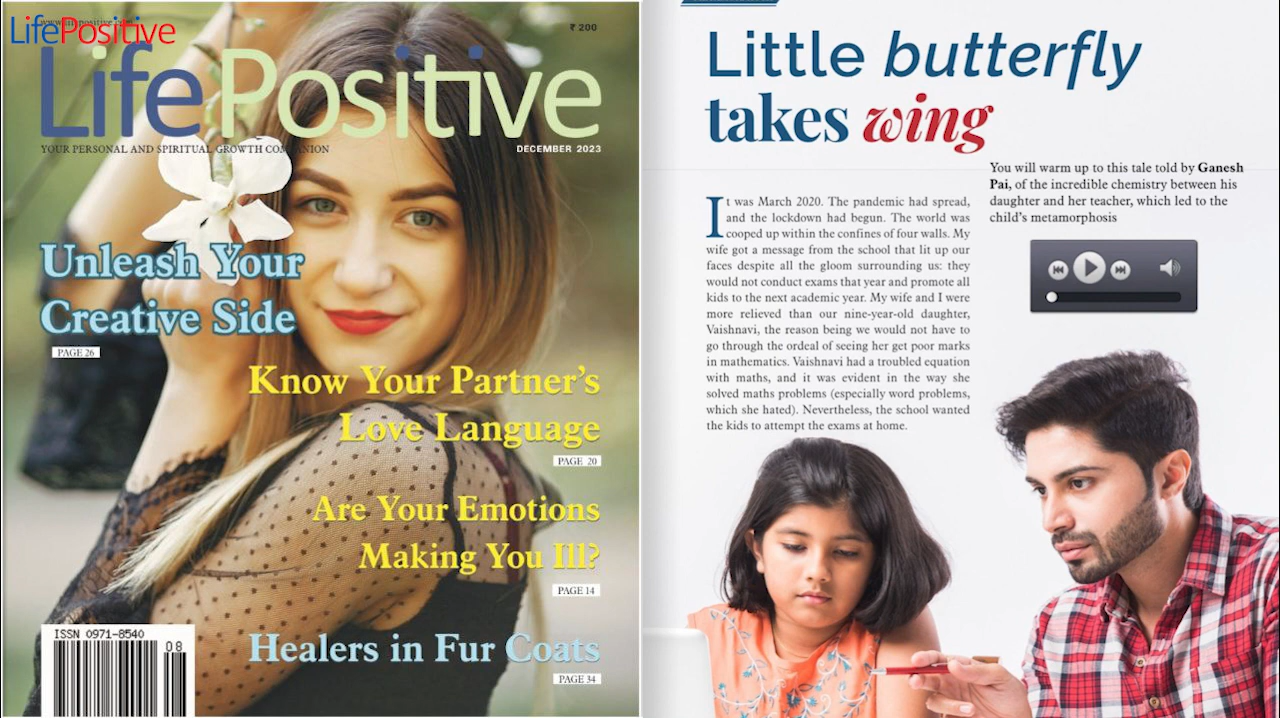 www.lifepositive.com
LifePositive
₹ 200
LifePositive
YOUR PERSONAL AND SPIRITUAL GROWTH COMPANION
DECEMBER 2023
Unleash Your
Creative Side
PAGE 26
Know Your Partner's
Love Language
PAGE 20
Are Your Emotions
Making You Ill?
PAGE 14
Healers in Fur Coats
PAGE 34
ISSN 0971-8540
08
Little butterfly
takes wing
You will warm up to this tale told by Ganesh
Pai, of the incredible chemistry between his
daughter and her teacher, which led to the
child's metamorphosis
It was March 2020. The pandemic had spread,
and the lockdown had begun. The world was
cooped up within the confines of four walls. My
wife got a message from the school that lit up our
faces despite all the gloom surrounding us: they
would not conduct exams that year and promote all
kids to the next academic year. My wife and I were
more relieved than our nine-year-old daughter,
Vaishnavi, the reason being we would not have to
go through the ordeal of seeing her get poor marks
in mathematics. Vaishnavi had a troubled equation
with maths, and it was evident in the way she
solved maths problems (especially word problems,
which she hated). Nevertheless, the school wanted
the kids to attempt the exams at home.